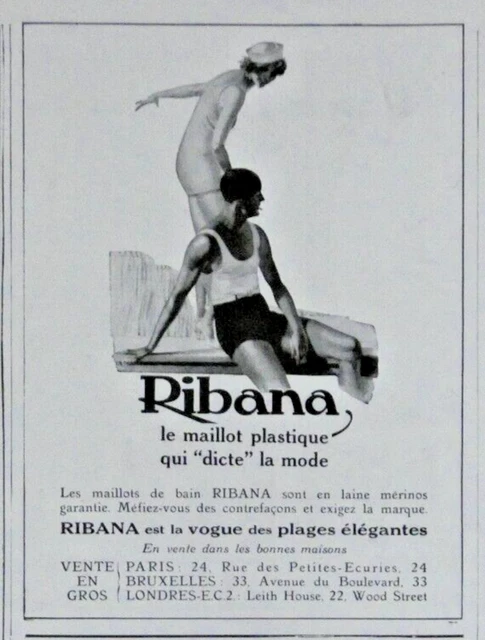 Ribana,
le maillot plastique
qui "dicte" la mode
Les maillots de bain RIBANA sont en laine mérinos
garantie. Méfiez-vous des contrefaçons et exigez la marque.
RIBANA est la vogue des plages élégantes
En vente dans les bonnes maisons
VENTE PARIS : 24, Rue des Petites-Ecuries, 24
EN BRUXELLES : 33, Avenue du Boulevard, 33
GROS LONDRES-E.C.2. : Leith House, 22, Wood Street